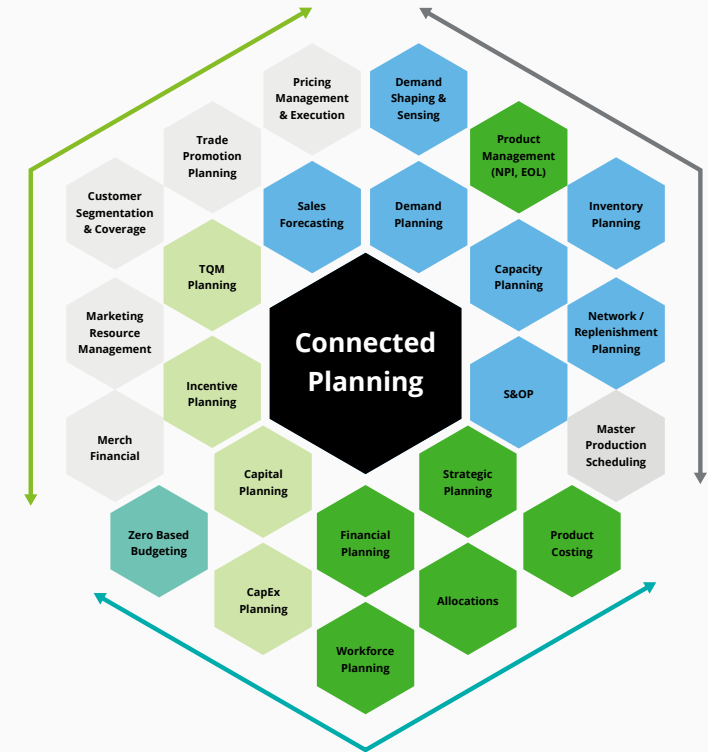 Pricing
Management
& Execution
Demand
Shaping &
Sensing
Trade
Promotion
Planning
Product
Management
(NPI, EOL)
Customer
Segmentation
& Coverage
Sales
Forecasting
Demand
Planning
Inventory
Planning
TQM
Planning
Capacity
Planning
Marketing
Resource
Management
Connected
Planning
Network /
Replenishment
Planning
Incentive
Planning
S&OP
Merch
Financial
Master
Production
Scheduling
Capital
Planning
Strategic
Planning
Zero Based
Budgeting
Financial
Planning
Product
Costing
CapEx
Planning
Allocations
Workforce
Planning